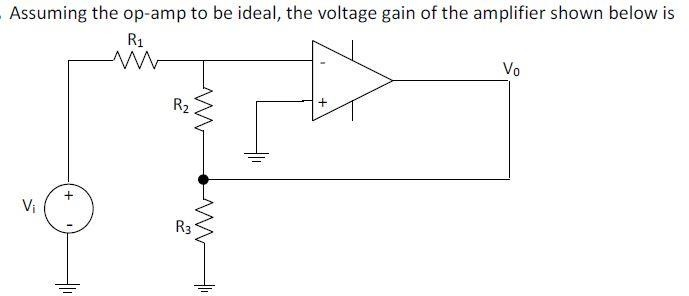 Assuming the op-amp to be ideal, the voltage gain of the amplifier shown below is
R1
-
Vo
R2
+
Vi
+
-
R3